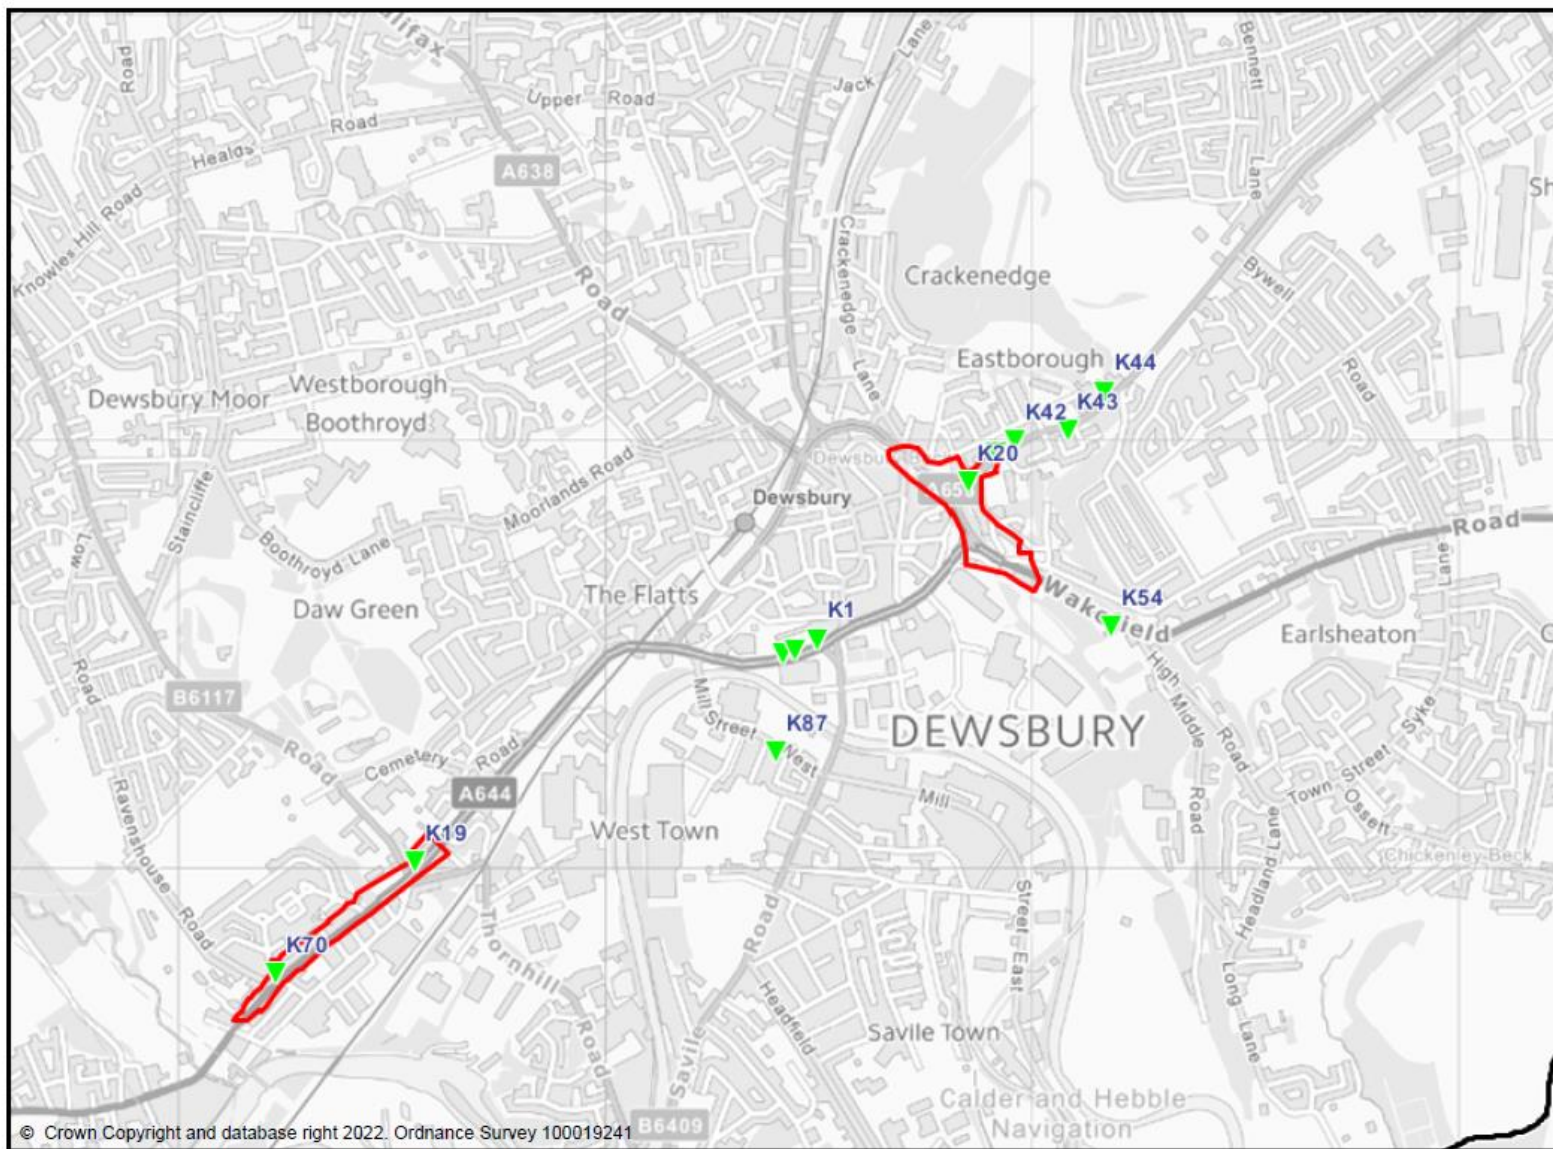 Halifax
Road
Bennett
Lane
Jack
Lane
Upper Road
Road
Healds
A638
Sh
Knowles Hill Road
Crackenedge
Lane
Road
Crackenedge
Bywell
Road
Eastborough
K44
Dewsbury Moor
Westborough
Boothroyd
K43
K42
K20
Dewsbury
A65
Moorlands Road
Dewsbury
Staincliffe
Boothroyd Lane
Road
Low
Road
Lane
Daw Green
The Flatts
K1
Wakefield
K54
Earlsheaton
B6117
Mill Street West
K87
DEWSBURY
High
Middle
Road
Road
Syke
Town Street
Ossett
Road
Cemetery
Road
A644
Ravenshouse
Road
K19
West Town
Mill
Street
East
Headland Lane
Chickenley Beck
K70
Thornhill
Road
Savile
Road
Headfield
Savile Town
Long
Lane
Calder and Hebble
Navigation
B6409
© Crown Copyright and database right 2022. Ordnance Survey 100019241